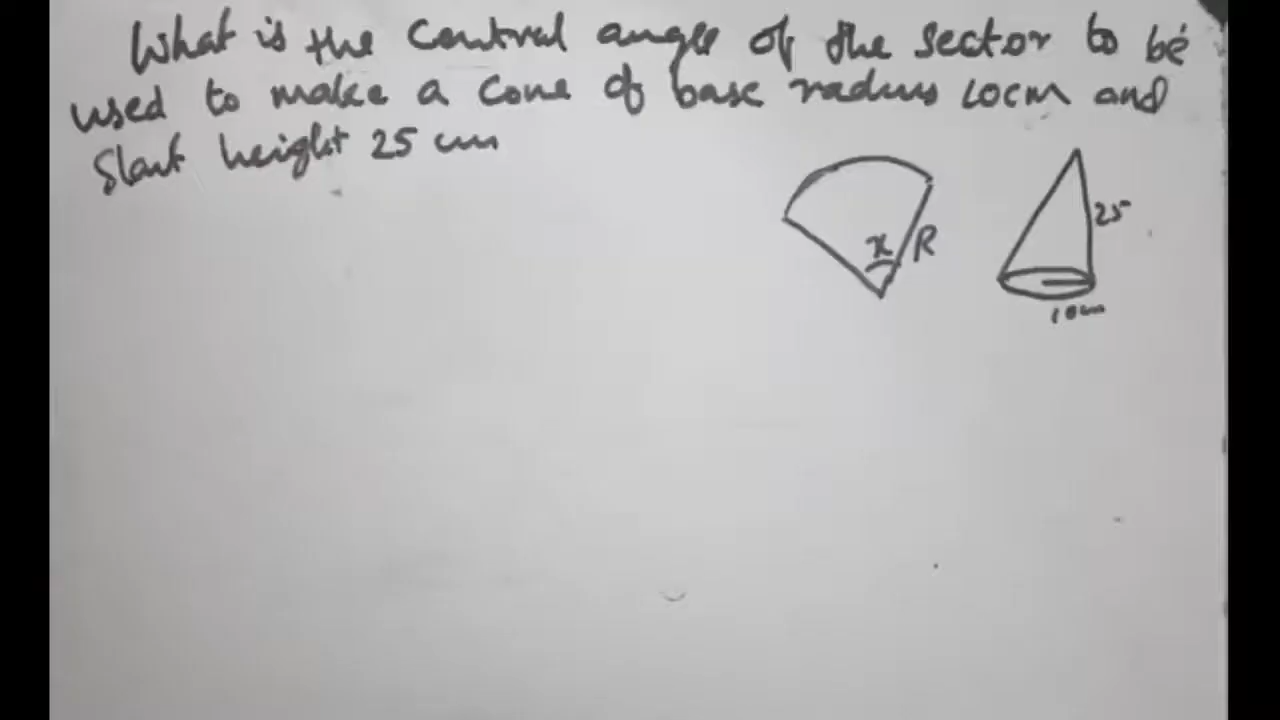 What is the central angle of the sector to be
used to make a cone of base radius 10cm and
Slant height 25 cm
x R
25
10cm